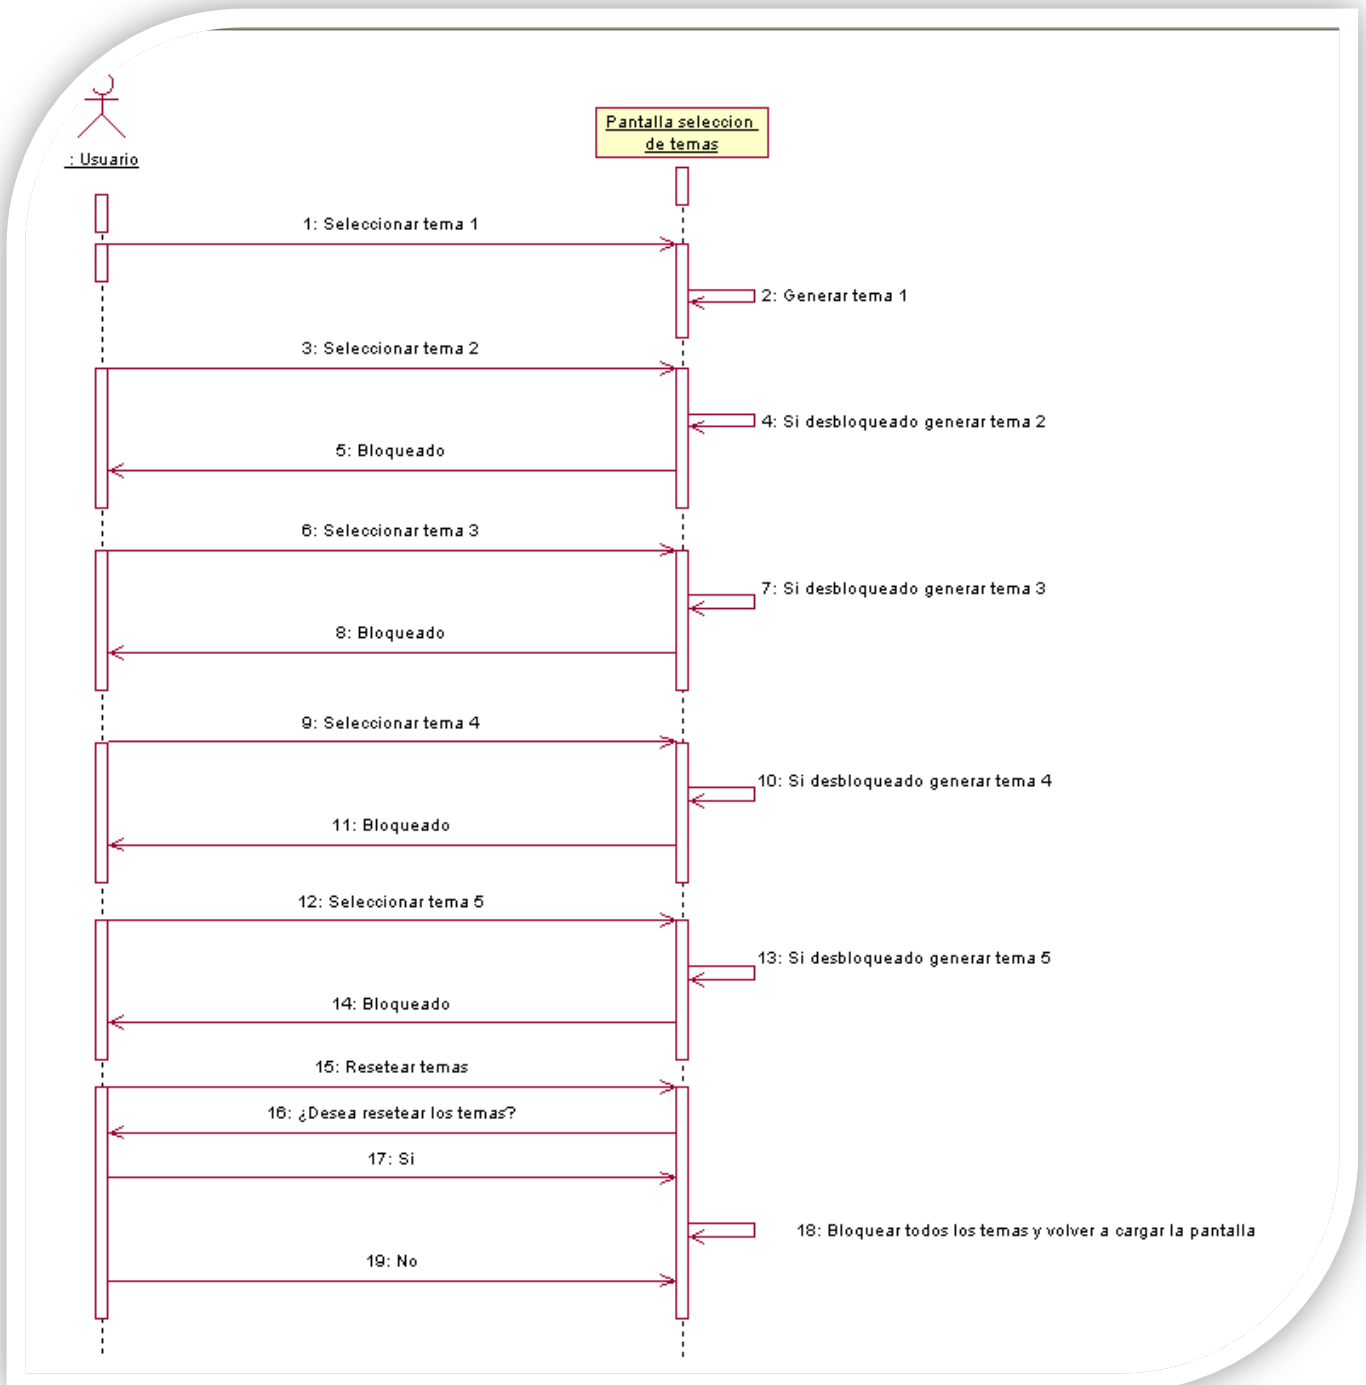 : Usuario
Pantalla seleccion
de temas
1: Seleccionar tema 1
2: Generar tema 1
3: Seleccionar tema 2
4: Si desbloqueado generar tema 2
5: Bloqueado
6: Seleccionar tema 3
7: Si desbloqueado generar tema 3
8: Bloqueado
9: Seleccionar tema 4
10: Si desbloqueado generar tema 4
11: Bloqueado
12: Seleccionar tema 5
13: Si desbloqueado generar tema 5
14: Bloqueado
15: Resetear temas
16: ¿Desea resetear los temas?
17: Si
18: Bloquear todos los temas y volver a cargar la pantalla
19: No